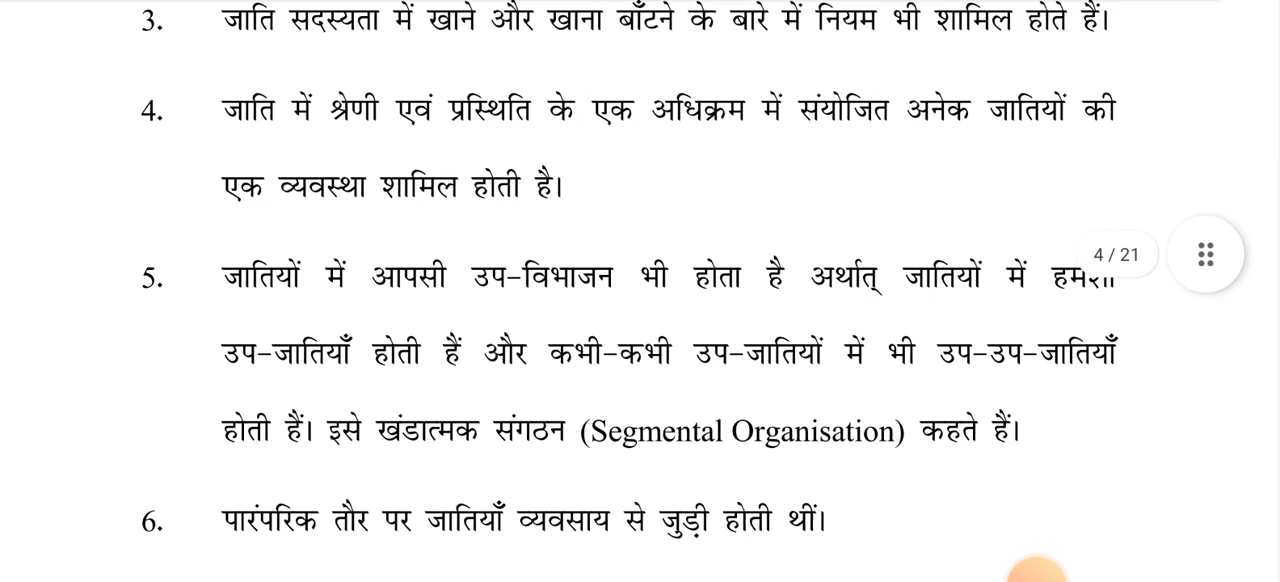 3. जाति सदस्यता में खाने और खाना बाँटने के बारे में नियम भी शामिल होते हैं।
4. जाति में श्रेणी एवं प्रस्थिति के एक अधिक्रम में संयोजित अनेक जातियों की
एक व्यवस्था शामिल होती है।
4 / 21
5. जातियों में आपसी उप-विभाजन भी होता है अर्थात् जातियों में हमेशा
उप-जातियाँ होती हैं और कभी-कभी उप-जातियों में भी उप-उप-जातियाँ
होती हैं। इसे खंडात्मक संगठन (Segmental Organisation) कहते हैं।
6. पारंपरिक तौर पर जातियाँ व्यवसाय से जुड़ी होती थीं।